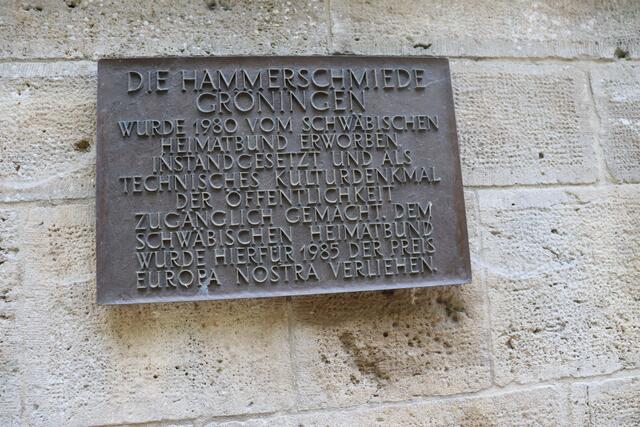 DIE HAMMERSCHMIEDE
GRÖNINGEN
WURDE 1980 VOM SCHWÄBISCHEN
HEIMATBUND ERWORBEN,
INSTANDGESETZT UND ALS
TECHNISCHES KULTURDENKMAL
DER ÖFFENTLICHKEIT
ZUGÄNGLICH GEMACHT. DEM
SCHWÄBISCHEN HEIMATBUND
WURDE HIERFÜR 1985 DER PREIS
EUROPA NOSTRA VERLIEHEN.